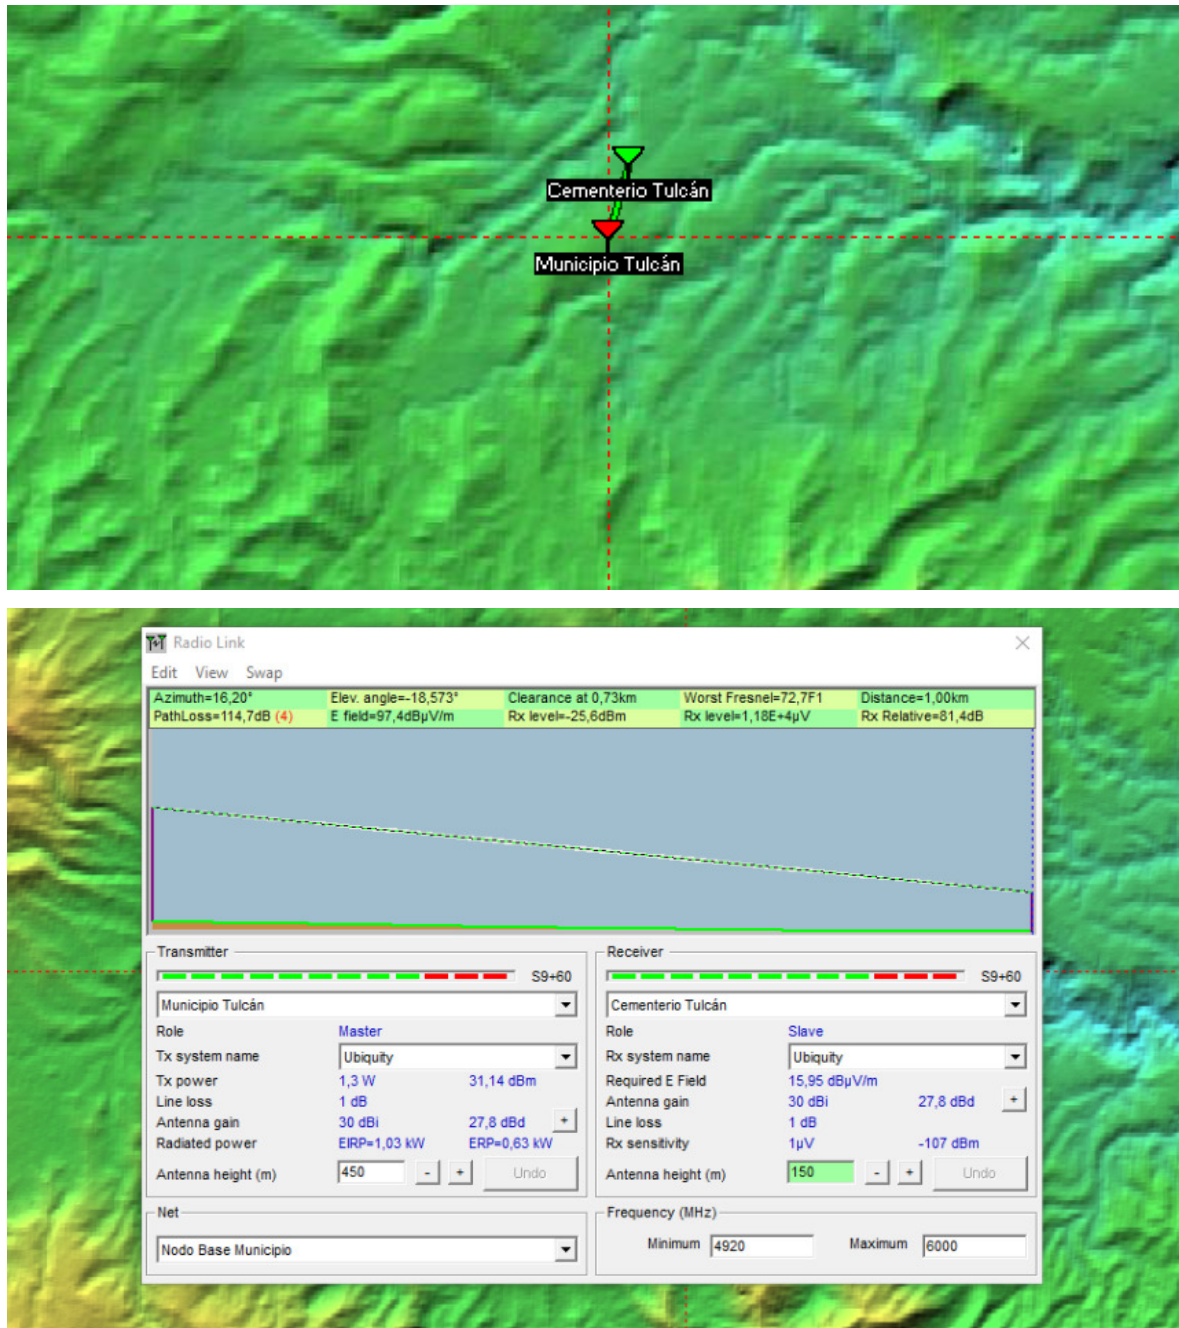 Cementerio Tulcán
Municipio Tulcán
Radio Link
Edit View Swap
Azimuth=16,20° Elev. angle=-18,573° Clearance at 0,73km Worst Fresnel=72,7F1 Distance=1,00km
PathLoss=114,7dB (4) E field=97,4dBµV/m Rx level=-25,6dBm Rx level=1,18E+4µV Rx Relative=81,4dB
Transmitter
S9+60
Municipio Tulcán
Role Master
Tx system name Ubiquity
Tx power 1,3 W 31,14 dBm
Line loss 1 dB
Antenna gain 30 dBi 27,8 dBd +
Radiated power EIRP=1,03 kW ERP=0,63 kW
Antenna height (m) 450 - + Undo
Receiver
S9+60
Cementerio Tulcán
Role Slave
Rx system name Ubiquity
Required E Field 15,95 dBµV/m
Antenna gain 30 dBi 27,8 dBd +
Line loss 1 dB
Rx sensitivity 1µV -107 dBm
Antenna height (m) 150 - + Undo
Net
Nodo Base Municipio
Frequency (MHz)
Minimum 4920 Maximum 6000